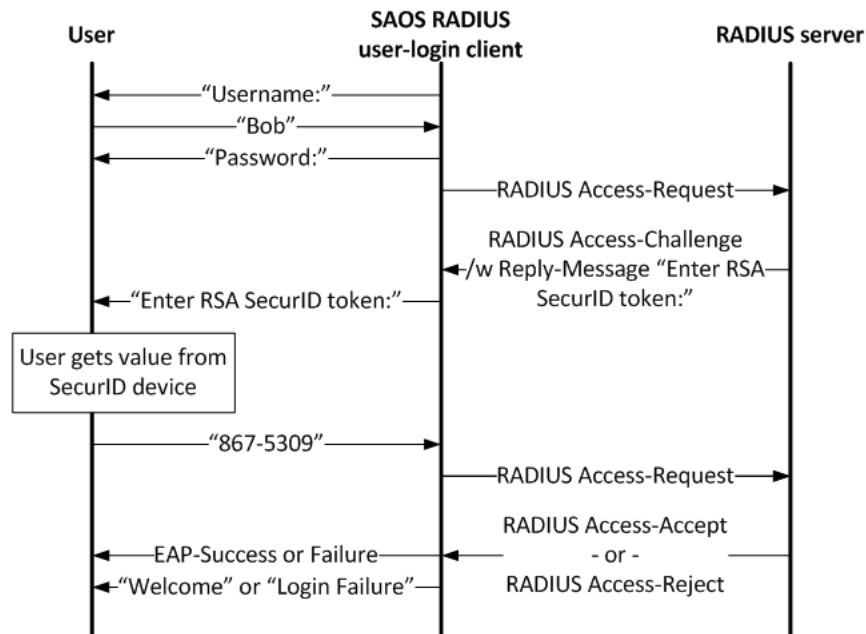 User
SAOS RADIUS
user-login client
RADIUS server
“Username:”
“Bob”
“Password:”
RADIUS Access-Request
RADIUS Access-Challenge
/w Reply-Message “Enter RSA
SecurID token:”
“Enter RSA SecurID token:”
User gets value from
SecurID device
“867-5309”
RADIUS Access-Request
RADIUS Access-Accept
- or -
RADIUS Access-Reject
EAP-Success or Failure
“Welcome” or “Login Failure”